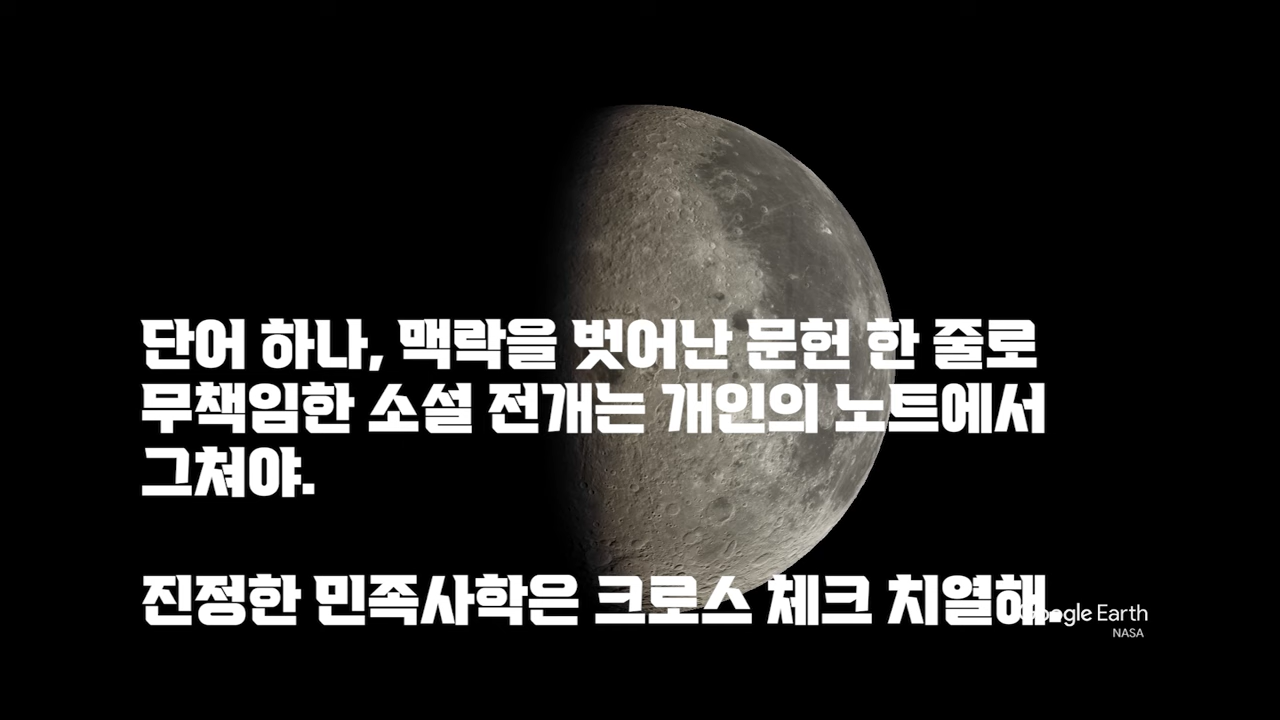 단어 하나, 맥락을 벗어난 문헌 한 줄로
무책임한 소설 전개는 개인의 노트에서
그쳐야.
진정한 민족사학은 크로스 체크 치열해.
Google Earth
NASA